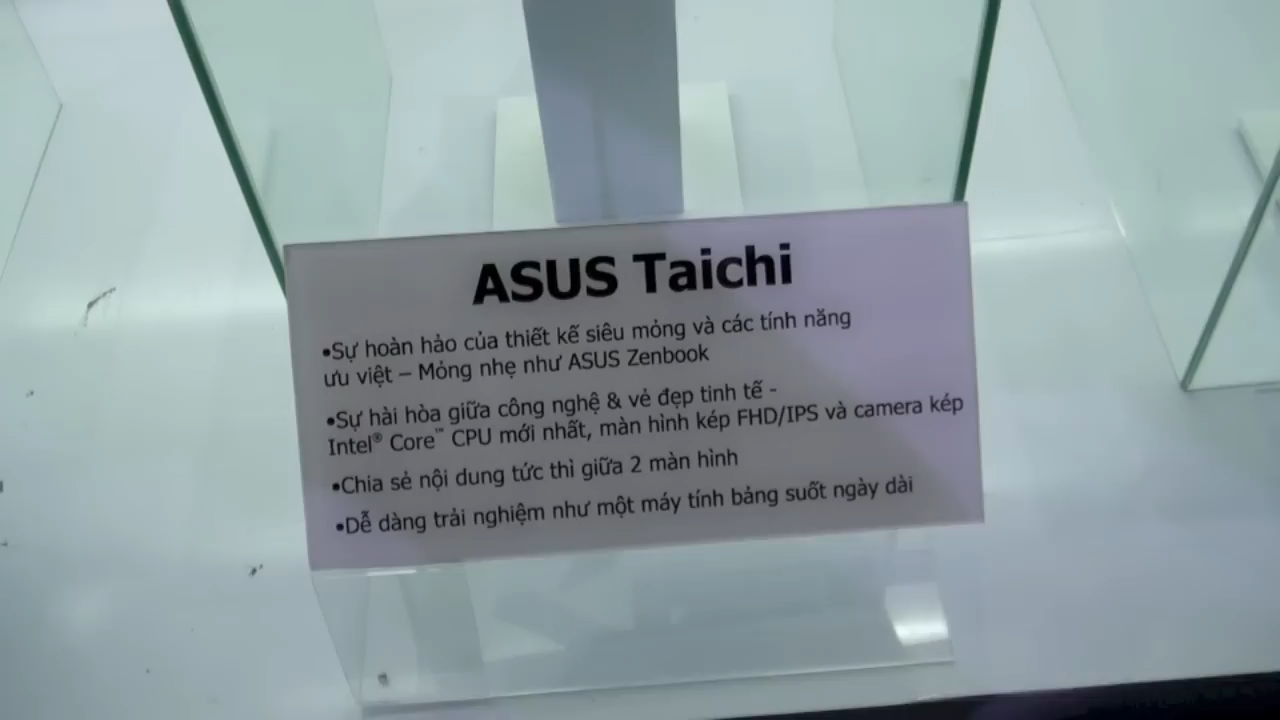 ASUS Taichi
•Sự hoàn hảo của thiết kế siêu mỏng và các tính năng
ưu việt – Mỏng nhẹ như ASUS Zenbook
•Sự hài hòa giữa công nghệ & vẻ đẹp tinh tế -
Intel® Core™ CPU mới nhất, màn hình kép FHD/IPS và camera kép
•Chia sẻ nội dung tức thì giữa 2 màn hình
•Dễ dàng trải nghiệm như một máy tính bảng suốt ngày dài